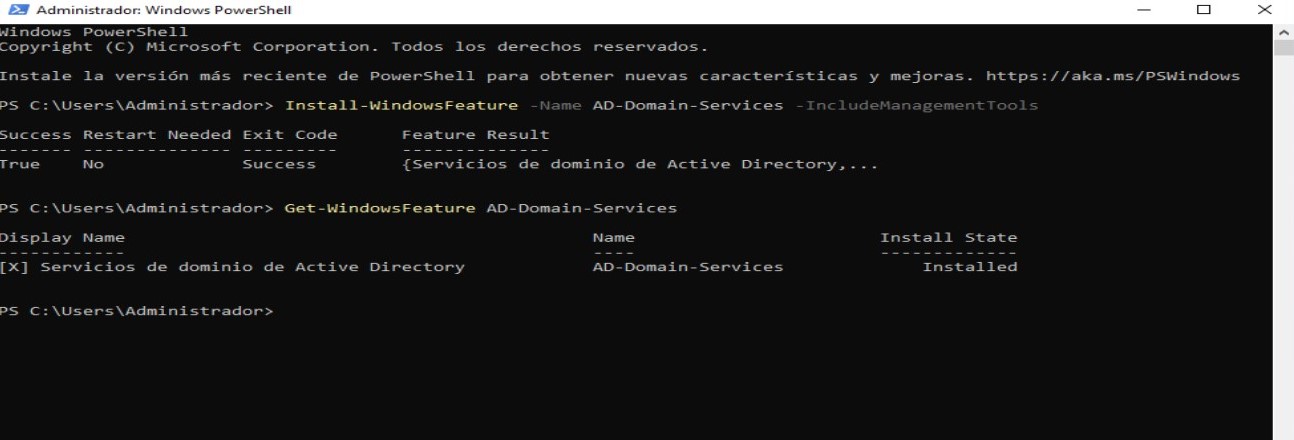 Administrador: Windows PowerShell
Windows PowerShell
Copyright (C) Microsoft Corporation. Todos los derechos reservados.
Instale la versión más reciente de PowerShell para obtener nuevas características y mejoras. https://aka.ms/PSWindows
PS C:\Users\Administrador> Install-WindowsFeature -Name AD-Domain-Services -IncludeManagementTools
Success Restart Needed Exit Code      Feature Result
------- -------------- ---------      --------------
True    No             Success        {Servicios de dominio de Active Directory,...
PS C:\Users\Administrador> Get-WindowsFeature AD-Domain-Services
Display Name                                            Name                       Install State
------------                                            ----                       -------------
[X] Servicios de dominio de Active Directory            AD-Domain-Services             Installed
PS C:\Users\Administrador>